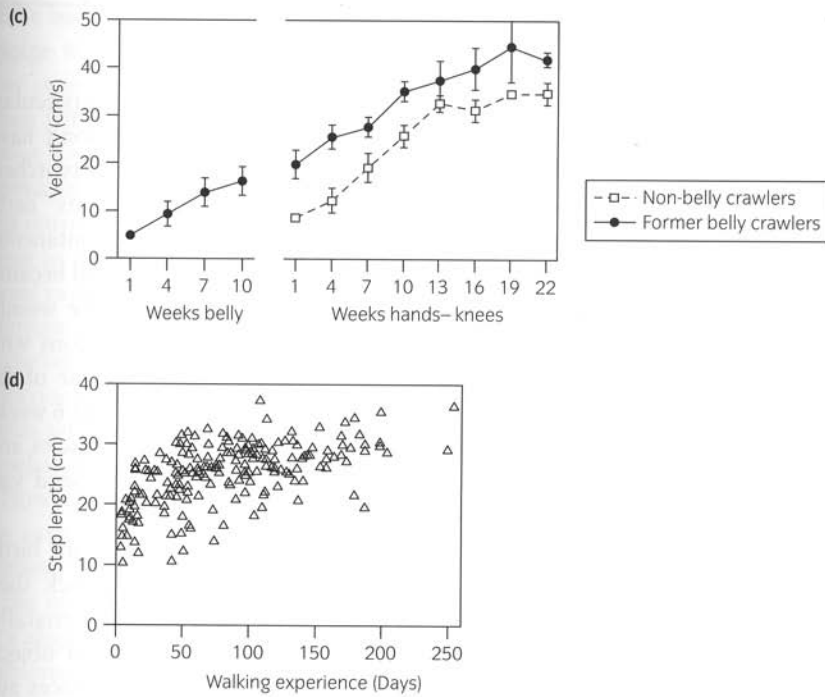 (c)
50
40
30
20
10
0
Velocity (cm/s)
1 4 7 10
Weeks belly
1 4 7 10 13 16 19 22
Weeks hands– knees
Non-belly crawlers
Former belly crawlers
(d)
40
30
20
10
0
Step length (cm)
0 50 100 150 200 250
Walking experience (Days)